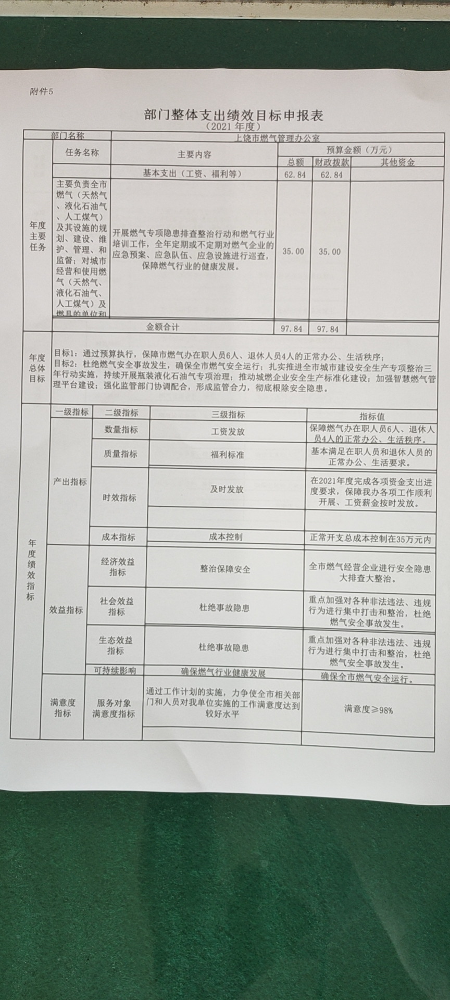 附件5
部门整体支出绩效目标申报表
（2021 年度）
部门名称
上饶市燃气管理办公室
年度
主要
任务
任务名称
主要内容
预算金额（万元）
总额
财政拨款
其他资金
基本支出（工资、福利等）
62.84
62.84
主要负责全市
燃气（天然气
、液化石油气
、人工煤气）
及其设施的规
划、建设、维
护、管理、和
监督；对城市
经营和使用燃
气（天然气、
液化石油气、
人工煤气）及
燃具的单位和
开展燃气专项隐患排查整治行动和燃气行业
培训工作，全年定期或不定期对燃气企业的
应急预案、应急队伍、应急设施进行巡查，
保障燃气行业的健康发展。
35.00
35.00
金额合计
97.84
97.84
年度
总体
目标
目标1：通过预算执行，保障市燃气办在职人员6人、退休人员4人的正常办公、生活秩序；
目标2：杜绝燃气安全事故发生，确保全市燃气安全运行；扎实推进全市城市建设安全生产专项整治三
年行动实施，持续开展瓶装液化石油气专项治理；推动城燃企业安全生产标准化建设；加强智慧燃气管
理平台建设；强化监管部门协调配合，形成监管合力，彻底根除安全隐患。
年
度
绩
效
指
标
一级指标
二级指标
三级指标
指标值
产出指标
数量指标
工资发放
保障燃气办在职人员6人、退休人
员4人的正常办公、生活秩序。
质量指标
福利标准
基本满足在职人员和退休人员的
正常办公、生活要求。
时效指标
及时发放
在2021年度完成各项资金支出进
度要求，保障我办各项工作顺利
开展、工资薪金按时发放。
成本指标
成本控制
正常开支总成本控制在35万元内
效益指标
经济效益
指标
整治保障安全
全市燃气经营企业进行安全隐患
大排查大整治。
社会效益
指标
杜绝事故隐患
重点加强对各种非法违法、违规
行为进行集中打击和整治，杜绝
燃气安全事故发生。
生态效益
指标
杜绝事故隐患
重点加强对各种非法违法、违规
行为进行集中打击和整治，杜绝
燃气安全事故发生。
可持续影响
确保燃气行业健康发展
确保全市燃气安全运行。
满意度
指标
服务对象
满意度指标
通过工作计划的实施，力争使全市相关部
门和人员对我单位实施的工作满意度达到
较好水平
满意度≥98%